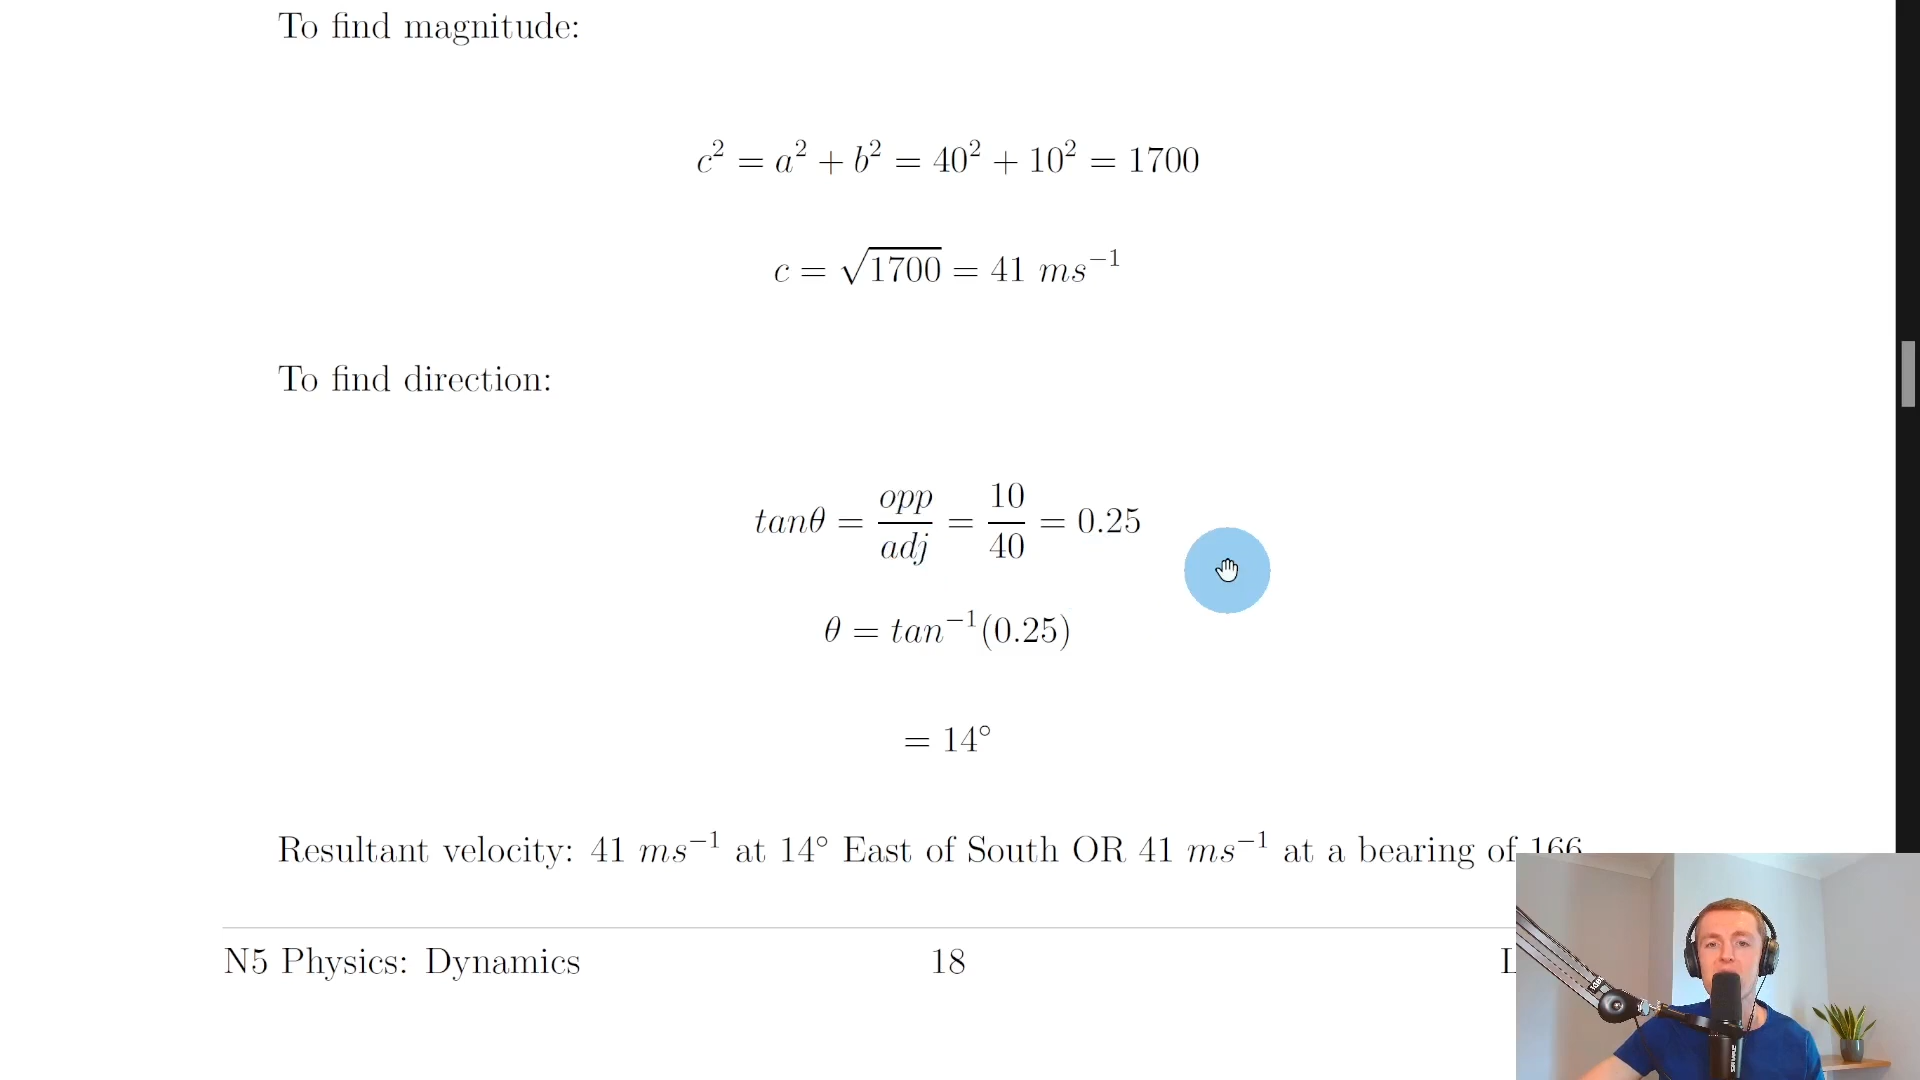 To find magnitude:
c² = a² + b² = 40² + 10² = 1700
c = √1700 = 41 ms⁻¹
To find direction:
tanθ = opp/adj = 10/40 = 0.25
θ = tan⁻¹(0.25)
= 14°
Resultant velocity: 41 ms⁻¹ at 14° East of South OR 41 ms⁻¹ at a bearing of 166
N5 Physics: Dynamics 18